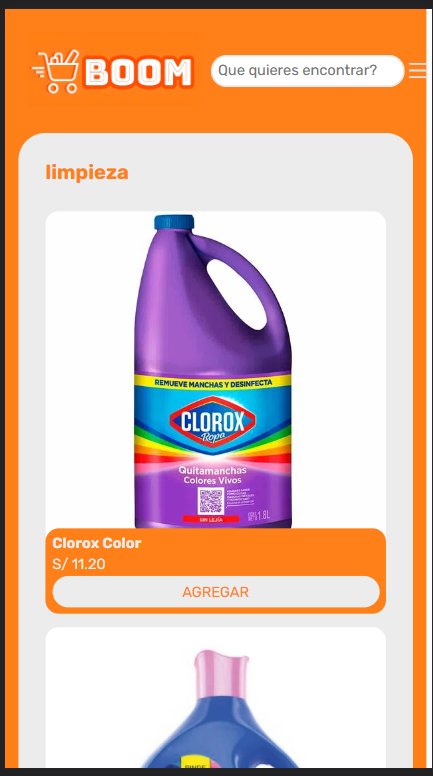 BOOM
Que quieres encontrar?
limpieza
REMUEVE MANCHAS Y DESINFECTA
CLOROX
Ropa
Quitamanchas
Colores Vivos
SIN LEJÍA
1.8L
Clorox Color
S/ 11.20
AGREGAR
RINDE